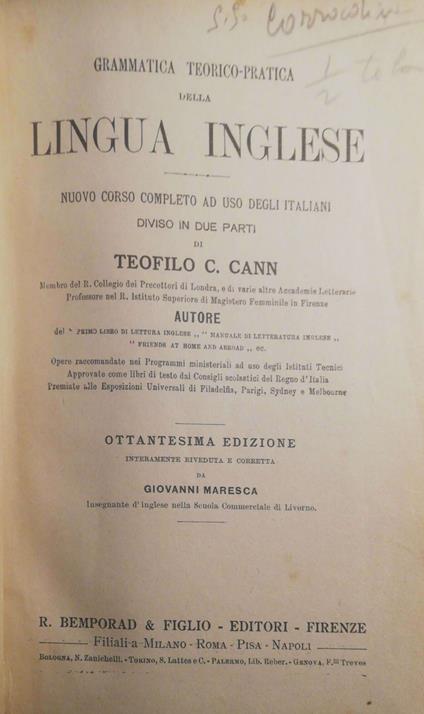 GRAMMATICA TEORICO-PRATICA
DELLA
LINGUA INGLESE
NUOVO CORSO COMPLETO AD USO DEGLI ITALIANI
DIVISO IN DUE PARTI
DI
TEOFILO C. CANN
Membro del R. Collegio dei Precettori di Londra, e di varie altre Accademie Letterarie
Professore nel R. Istituto Superiore di Magistero Femminile in Firenze
AUTORE
del " PRIMO LIBRO DI LETTURA INGLESE „ " MANUALE DI LETTERATURA INGLESE „
" FRIENDS AT HOME AND ABROAD „ ec.
Opere raccomandate nei Programmi ministeriali ad uso degli Istituti Tecnici
Approvate come libri di testo dai Consigli scolastici del Regno d'Italia
Premiate alle Esposizioni Universali di Filadelfia, Parigi, Sydney e Melbourne
OTTANTESIMA EDIZIONE
INTERAMENTE RIVEDUTA E CORRETTA
DA
GIOVANNI MARESCA
Insegnante d'inglese nella Scuola Commerciale di Livorno.
R. BEMPORAD & FIGLIO - EDITORI - FIRENZE
Filiali a MILANO - ROMA - PISA - NAPOLI
BOLOGNA, N. Zanichelli. - TORINO, S. Lattes e C. - PALERMO, Lib. Reber. - GENOVA, F.lli Treves